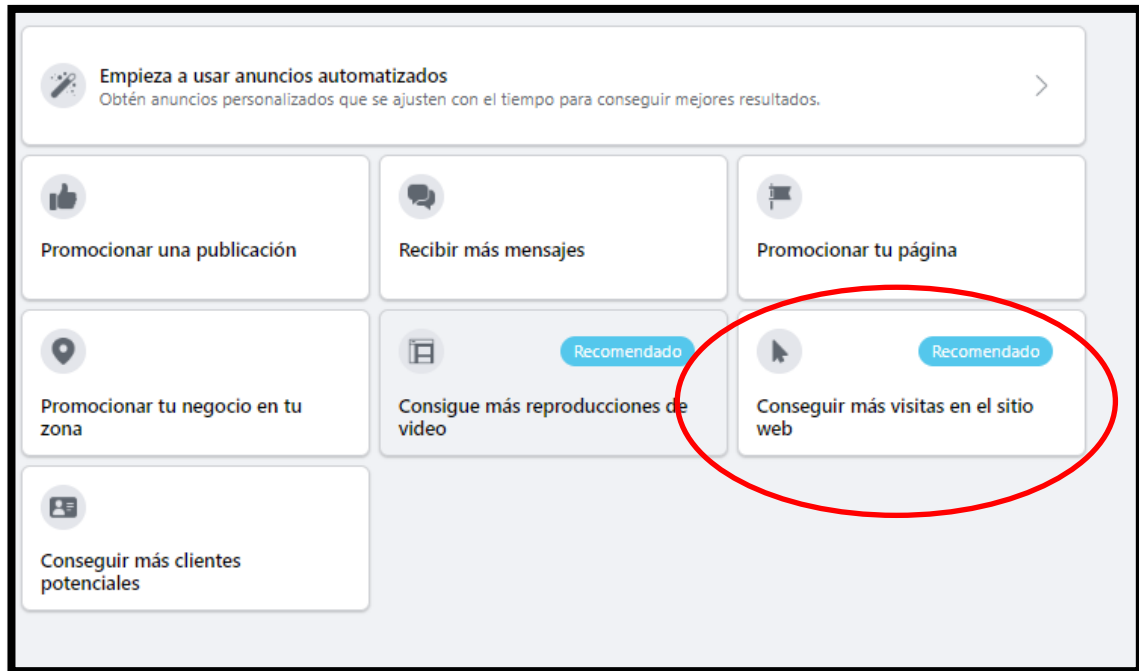 Empieza a usar anuncios automatizados
Obtén anuncios personalizados que se ajusten con el tiempo para conseguir mejores resultados.
Promocionar una publicación
Recibir más mensajes
Promocionar tu página
Promocionar tu negocio en tu
zona
Recomendado
Consigue más reproducciones de
video
Recomendado
Conseguir más visitas en el sitio
web
Conseguir más clientes
potenciales